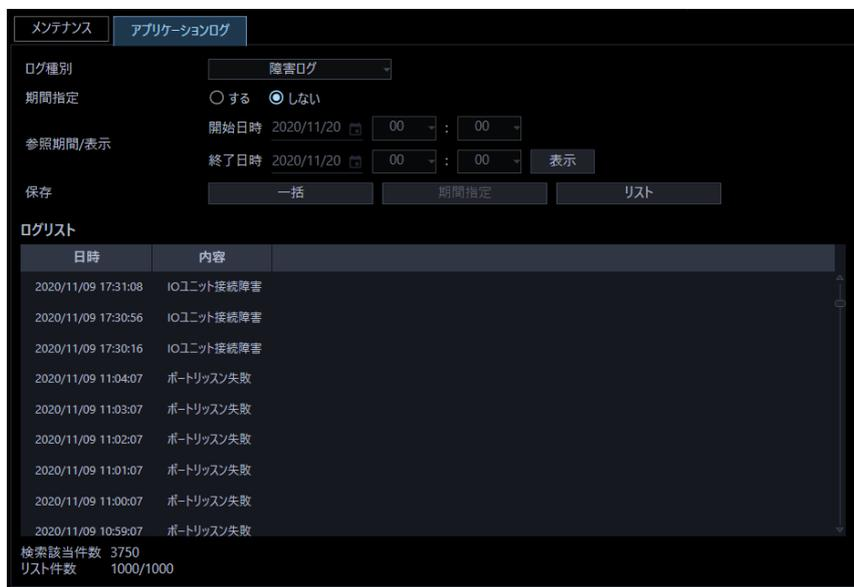 メンテナンス アプリケーションログ
ログ種別 障害ログ
期間指定 する しない
参照期間/表示
開始日時 2020/11/20 00 : 00
終了日時 2020/11/20 00 : 00 表示
保存 一括 期間指定 リスト
ログリスト
日時 内容
2020/11/09 17:31:08 IOユニット接続障害
2020/11/09 17:30:56 IOユニット接続障害
2020/11/09 17:30:16 IOユニット接続障害
2020/11/09 11:04:07 ポートリッスン失敗
2020/11/09 11:03:07 ポートリッスン失敗
2020/11/09 11:02:07 ポートリッスン失敗
2020/11/09 11:01:07 ポートリッスン失敗
2020/11/09 11:00:07 ポートリッスン失敗
2020/11/09 10:59:07 ポートリッスン失敗
検索該当件数 3750
リスト件数 1000/1000